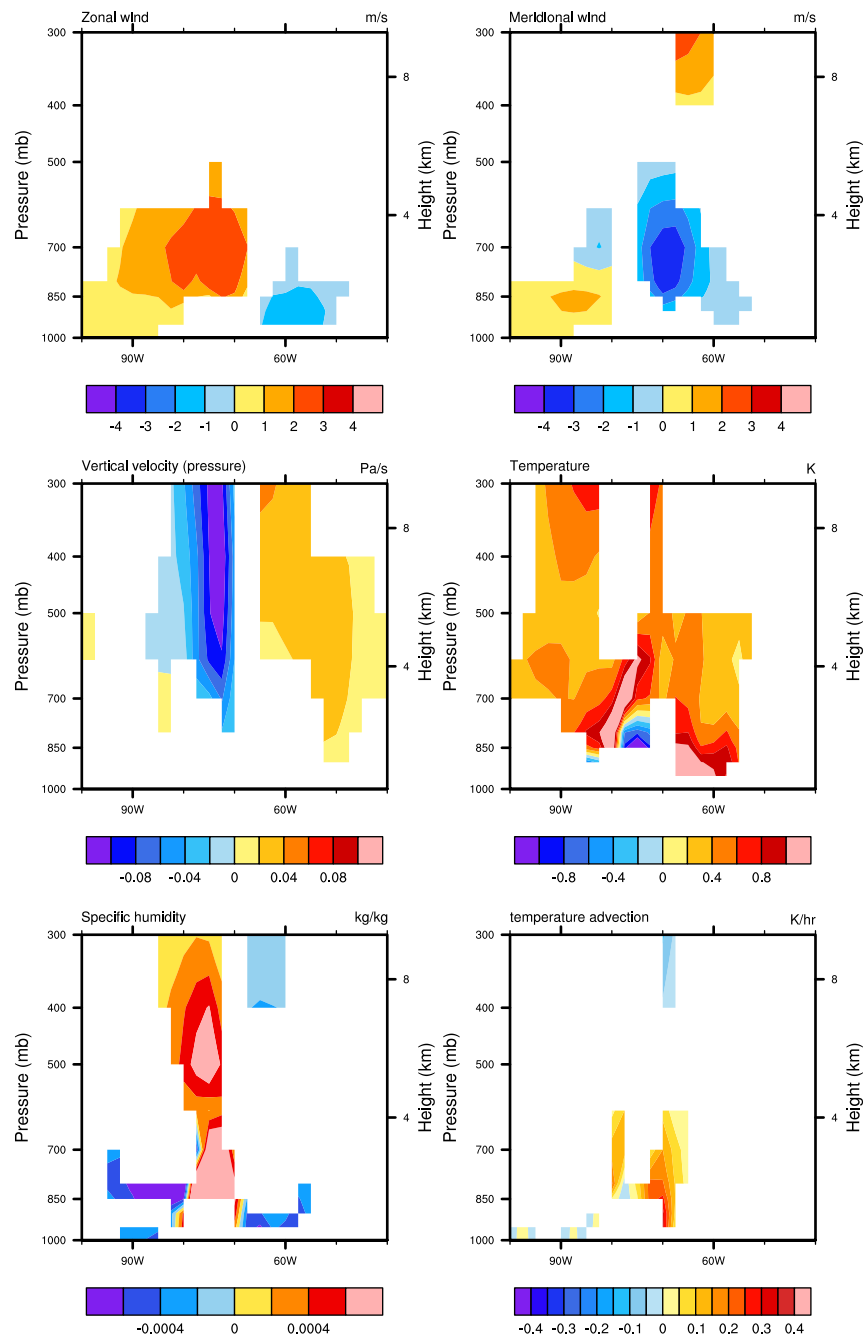 Zonal wind m/s
300
400
500
700
850
1000
Pressure (mb)
8
4
Height (km)
90W 60W
-4 -3 -2 -1 0 1 2 3 4
Meridional wind m/s
300
400
500
700
850
1000
Pressure (mb)
8
4
Height (km)
90W 60W
-4 -3 -2 -1 0 1 2 3 4
Vertical velocity (pressure) Pa/s
300
400
500
700
850
1000
Pressure (mb)
8
4
Height (km)
90W 60W
-0.08 -0.04 0 0.04 0.08
Temperature K
300
400
500
700
850
1000
Pressure (mb)
8
4
Height (km)
90W 60W
-0.8 -0.4 0 0.4 0.8
Specific humidity kg/kg
300
400
500
700
850
1000
Pressure (mb)
8
4
Height (km)
90W 60W
-0.0004 0 0.0004
temperature advection K/hr
300
400
500
700
850
1000
Pressure (mb)
8
4
Height (km)
90W 60W
-0.4 -0.3 -0.2 -0.1 0 0.1 0.2 0.3 0.4